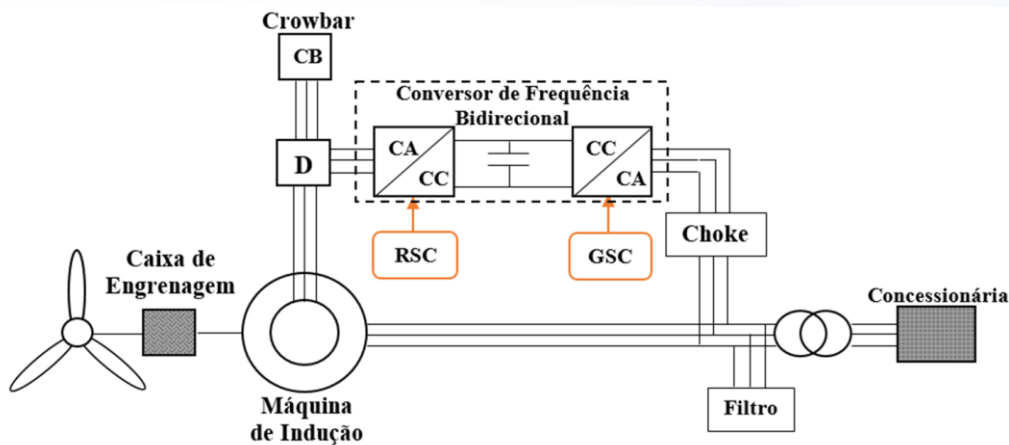 Crowbar
CB
Conversor de Frequência
Bidirecional
CA
CC
CC
CA
D
RSC
GSC
Choke
Caixa de
Engrenagem
Concessionária
Máquina
de Indução
Filtro